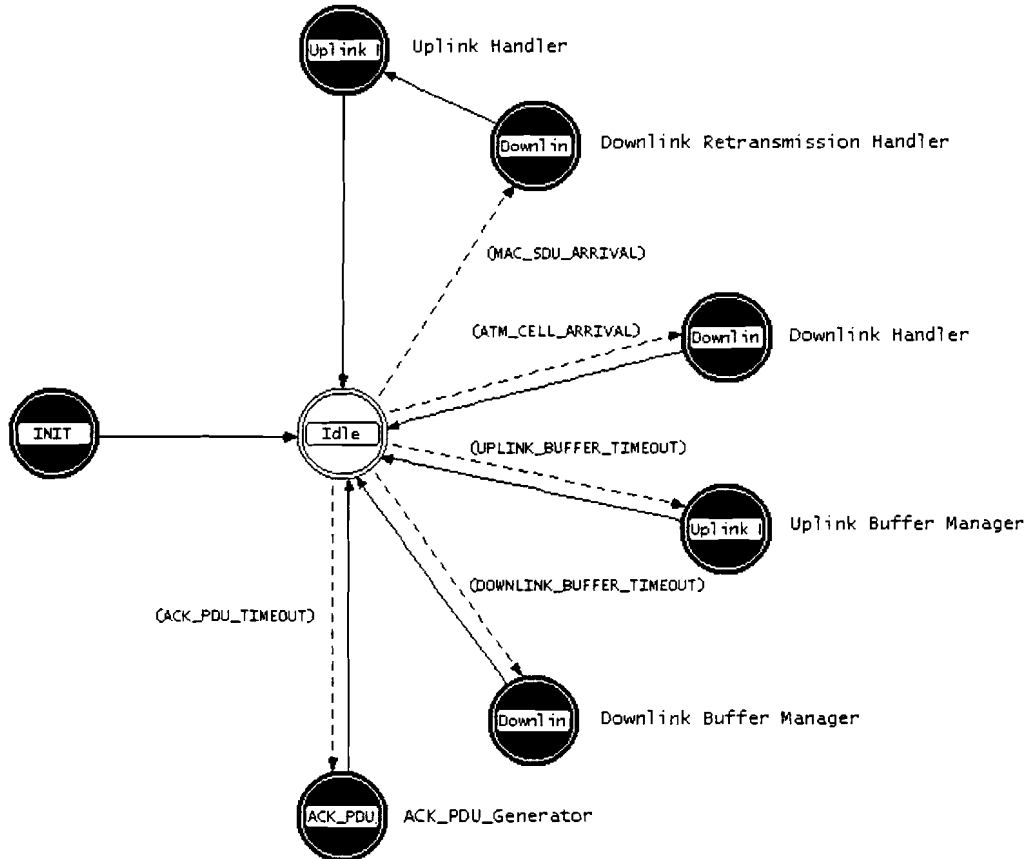 Uplink Uplink Handler
Downlin Downlink Retransmission Handler
(MAC_SDU_ARRIVAL)
(ATM_CELL_ARRIVAL)
Downlin Downlink Handler
INIT
Idle
(UPLINK_BUFFER_TIMEOUT)
Uplink Uplink Buffer Manager
(DOWNLINK_BUFFER_TIMEOUT)
(ACK_PDU_TIMEOUT)
Downlin Downlink Buffer Manager
ACK_PDU ACK_PDU_Generator